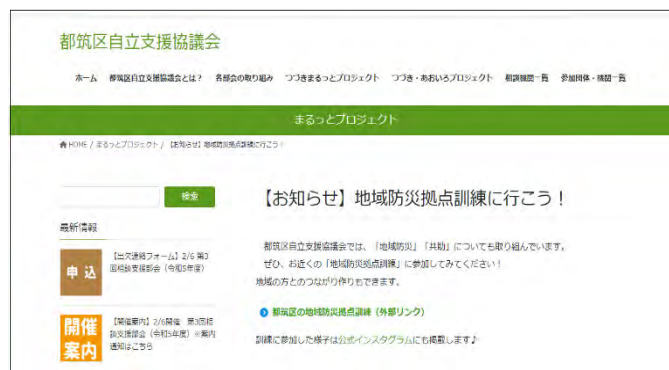 都筑区自立支援協議会
ホーム 都筑区自立支援協議会とは？ 各部会の取り組み つづきまるっとプロジェクト つづき・あおいろプロジェクト 相談機関一覧 参加団体・機関一覧
まるっとプロジェクト
HOME / まるっとプロジェクト / 【お知らせ】地域防災拠点訓練に行こう！
検索
【お知らせ】地域防災拠点訓練に行こう！
最新情報
申込
【出欠連絡フォーム】2/6 第3
回相談支援部会（令和5年度）
開催
案内
【開催案内】2/6開催 第3回相
談支援部会（令和5年度）※案内
通知はこちら
都筑区自立支援協議会では、「地域防災」「共助」についても取り組んでいます。
ぜひ、お近くの「地域防災拠点訓練」に参加してみてください！
地域の方とのつながり作りもできます。
都筑区の地域防災拠点訓練（外部リンク）
訓練に参加した様子は公式インスタグラムにも掲載します♪